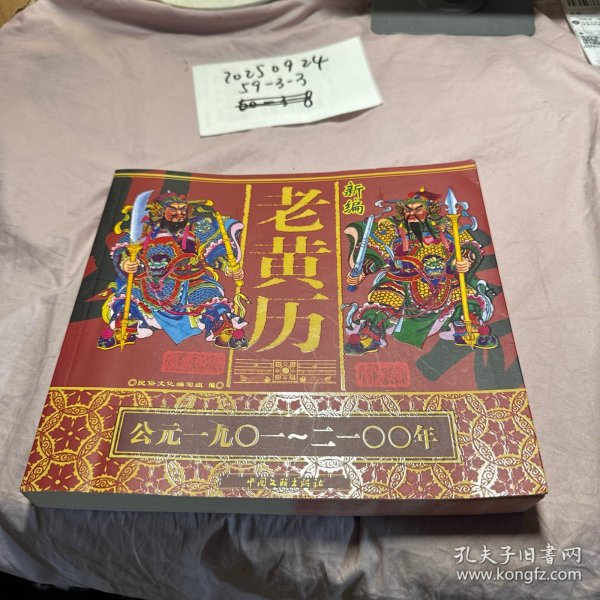 20250924
59-3-3
60-3-8
新编
老黄历
民俗文化编写组 编
公元一九〇一~二一〇〇年
中国文联出版社
孔夫子旧书网
www.kongfz.com